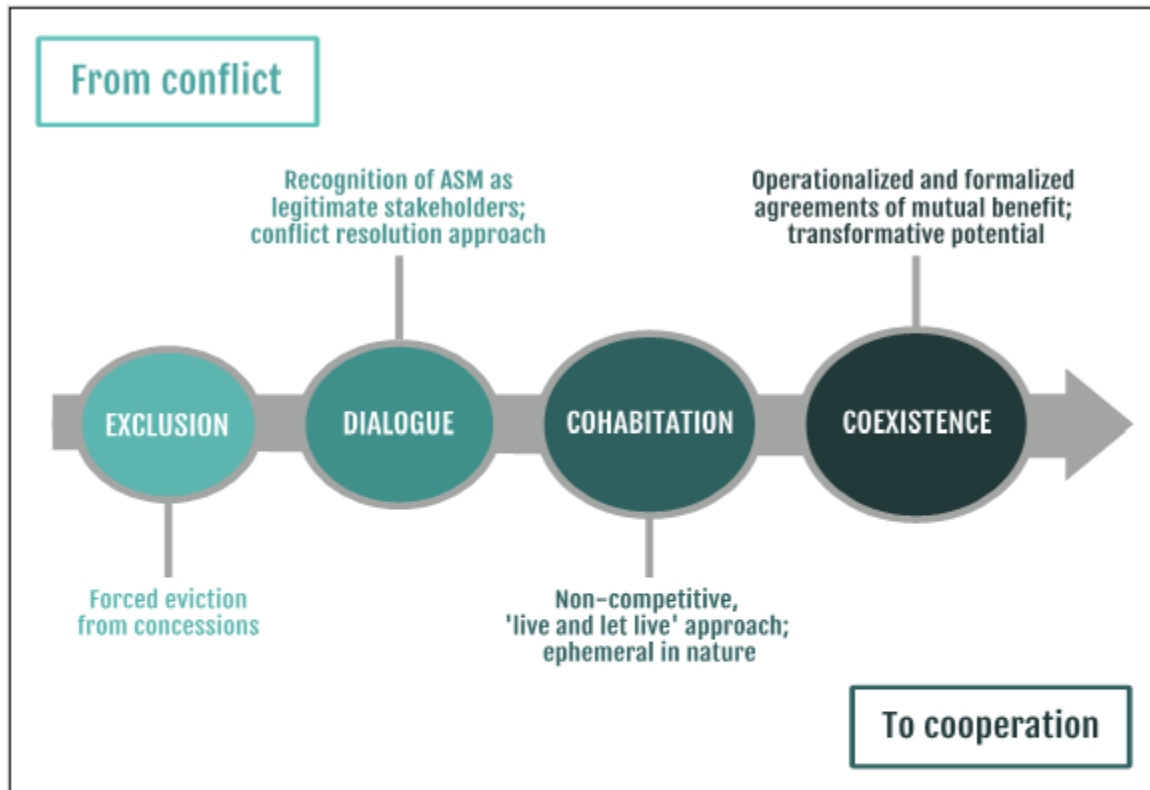 From conflict
Recognition of ASM as
legitimate stakeholders;
conflict resolution approach
Operationalized and formalized
agreements of mutual benefit;
transformative potential
EXCLUSION
DIALOGUE
COHABITATION
COEXISTENCE
Forced eviction
from concessions
Non-competitive,
'live and let live' approach;
ephemeral in nature
To cooperation